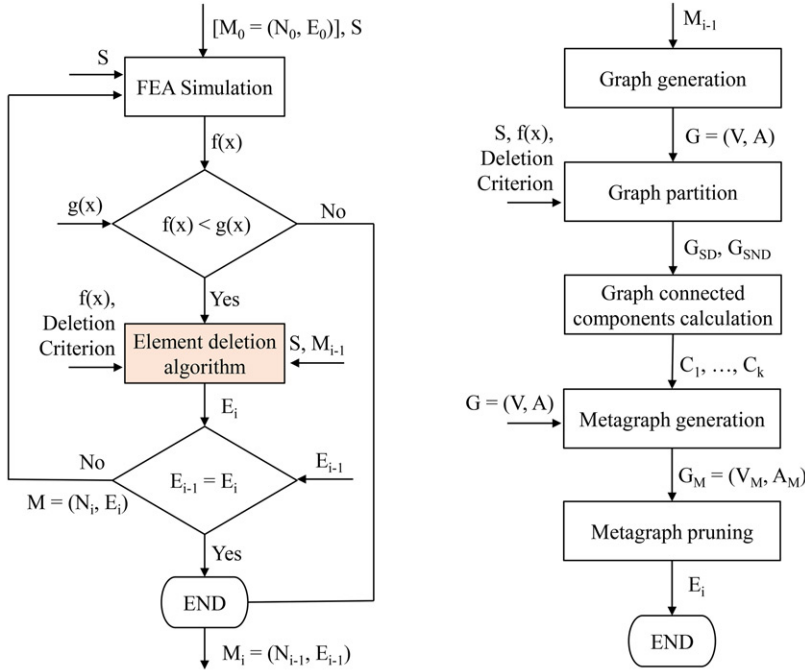 [M₀ = (N₀, E₀)], S
S
FEA Simulation
f(x)
g(x)
f(x) < g(x)
No
Yes
f(x),
Deletion
Criterion
Element deletion
algorithm
S, Mᵢ₋₁
Eᵢ
No
Eᵢ₋₁ = Eᵢ
Eᵢ₋₁
M = (Nᵢ, Eᵢ)
Yes
END
Mᵢ = (Nᵢ₋₁, Eᵢ₋₁)
Mᵢ₋₁
Graph generation
G = (V, A)
S, f(x),
Deletion
Criterion
Graph partition
G_SD, G_SND
Graph connected
components calculation
C₁, …, Cₖ
G = (V, A)
Metagraph generation
G_M = (V_M, A_M)
Metagraph pruning
Eᵢ
END